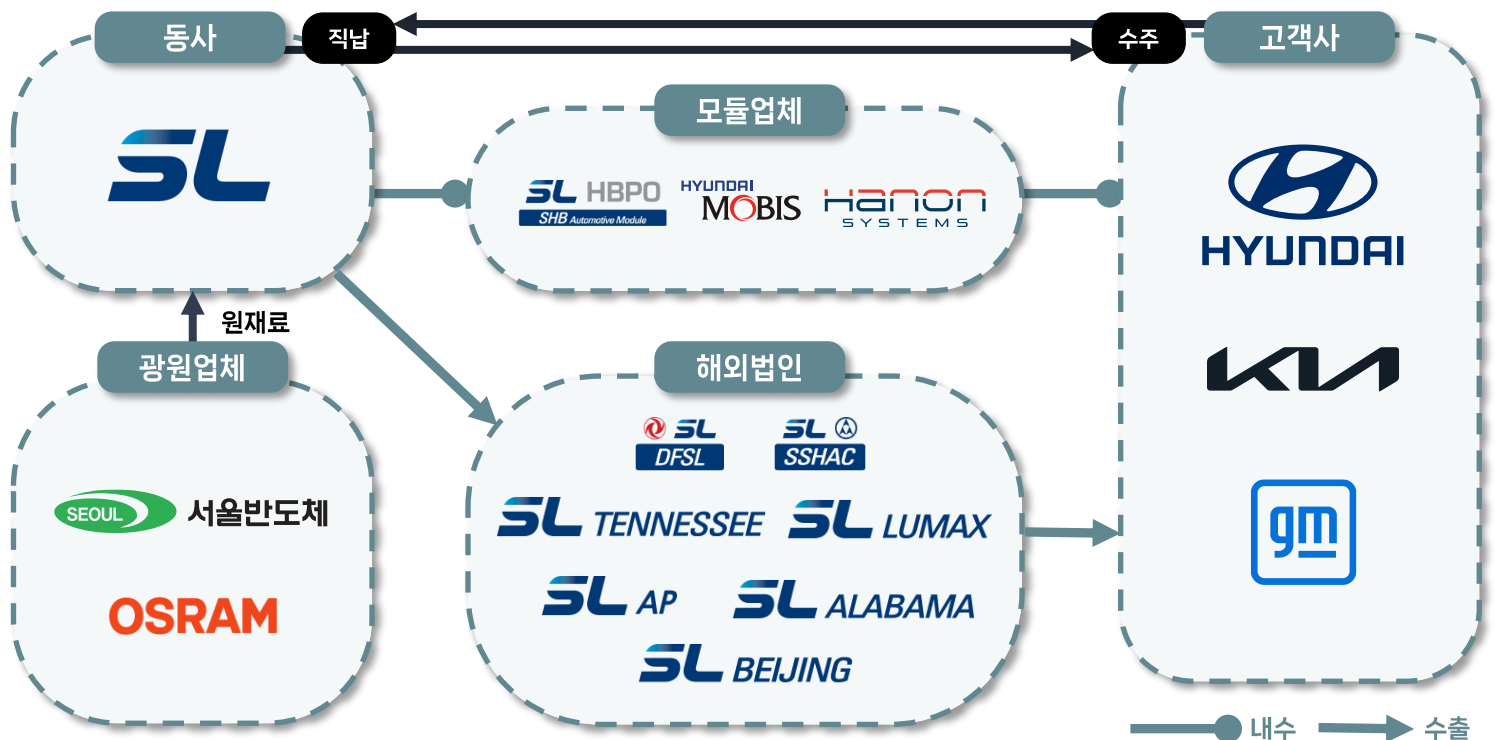 동사
직납
수주
고객사
SL
모듈업체
SL HBPO
SHB Automotive Module
HYUNDAI
MOBIS
Hanon
SYSTEMS
HYUNDAI
원재료
광원업체
해외법인
KIA
SL
DFSL
SL
SSHAC
SEOUL 서울반도체
SL TENNESSEE
SL LUMAX
gm
OSRAM
SL AP
SL ALABAMA
SL BEIJING
내수
수출